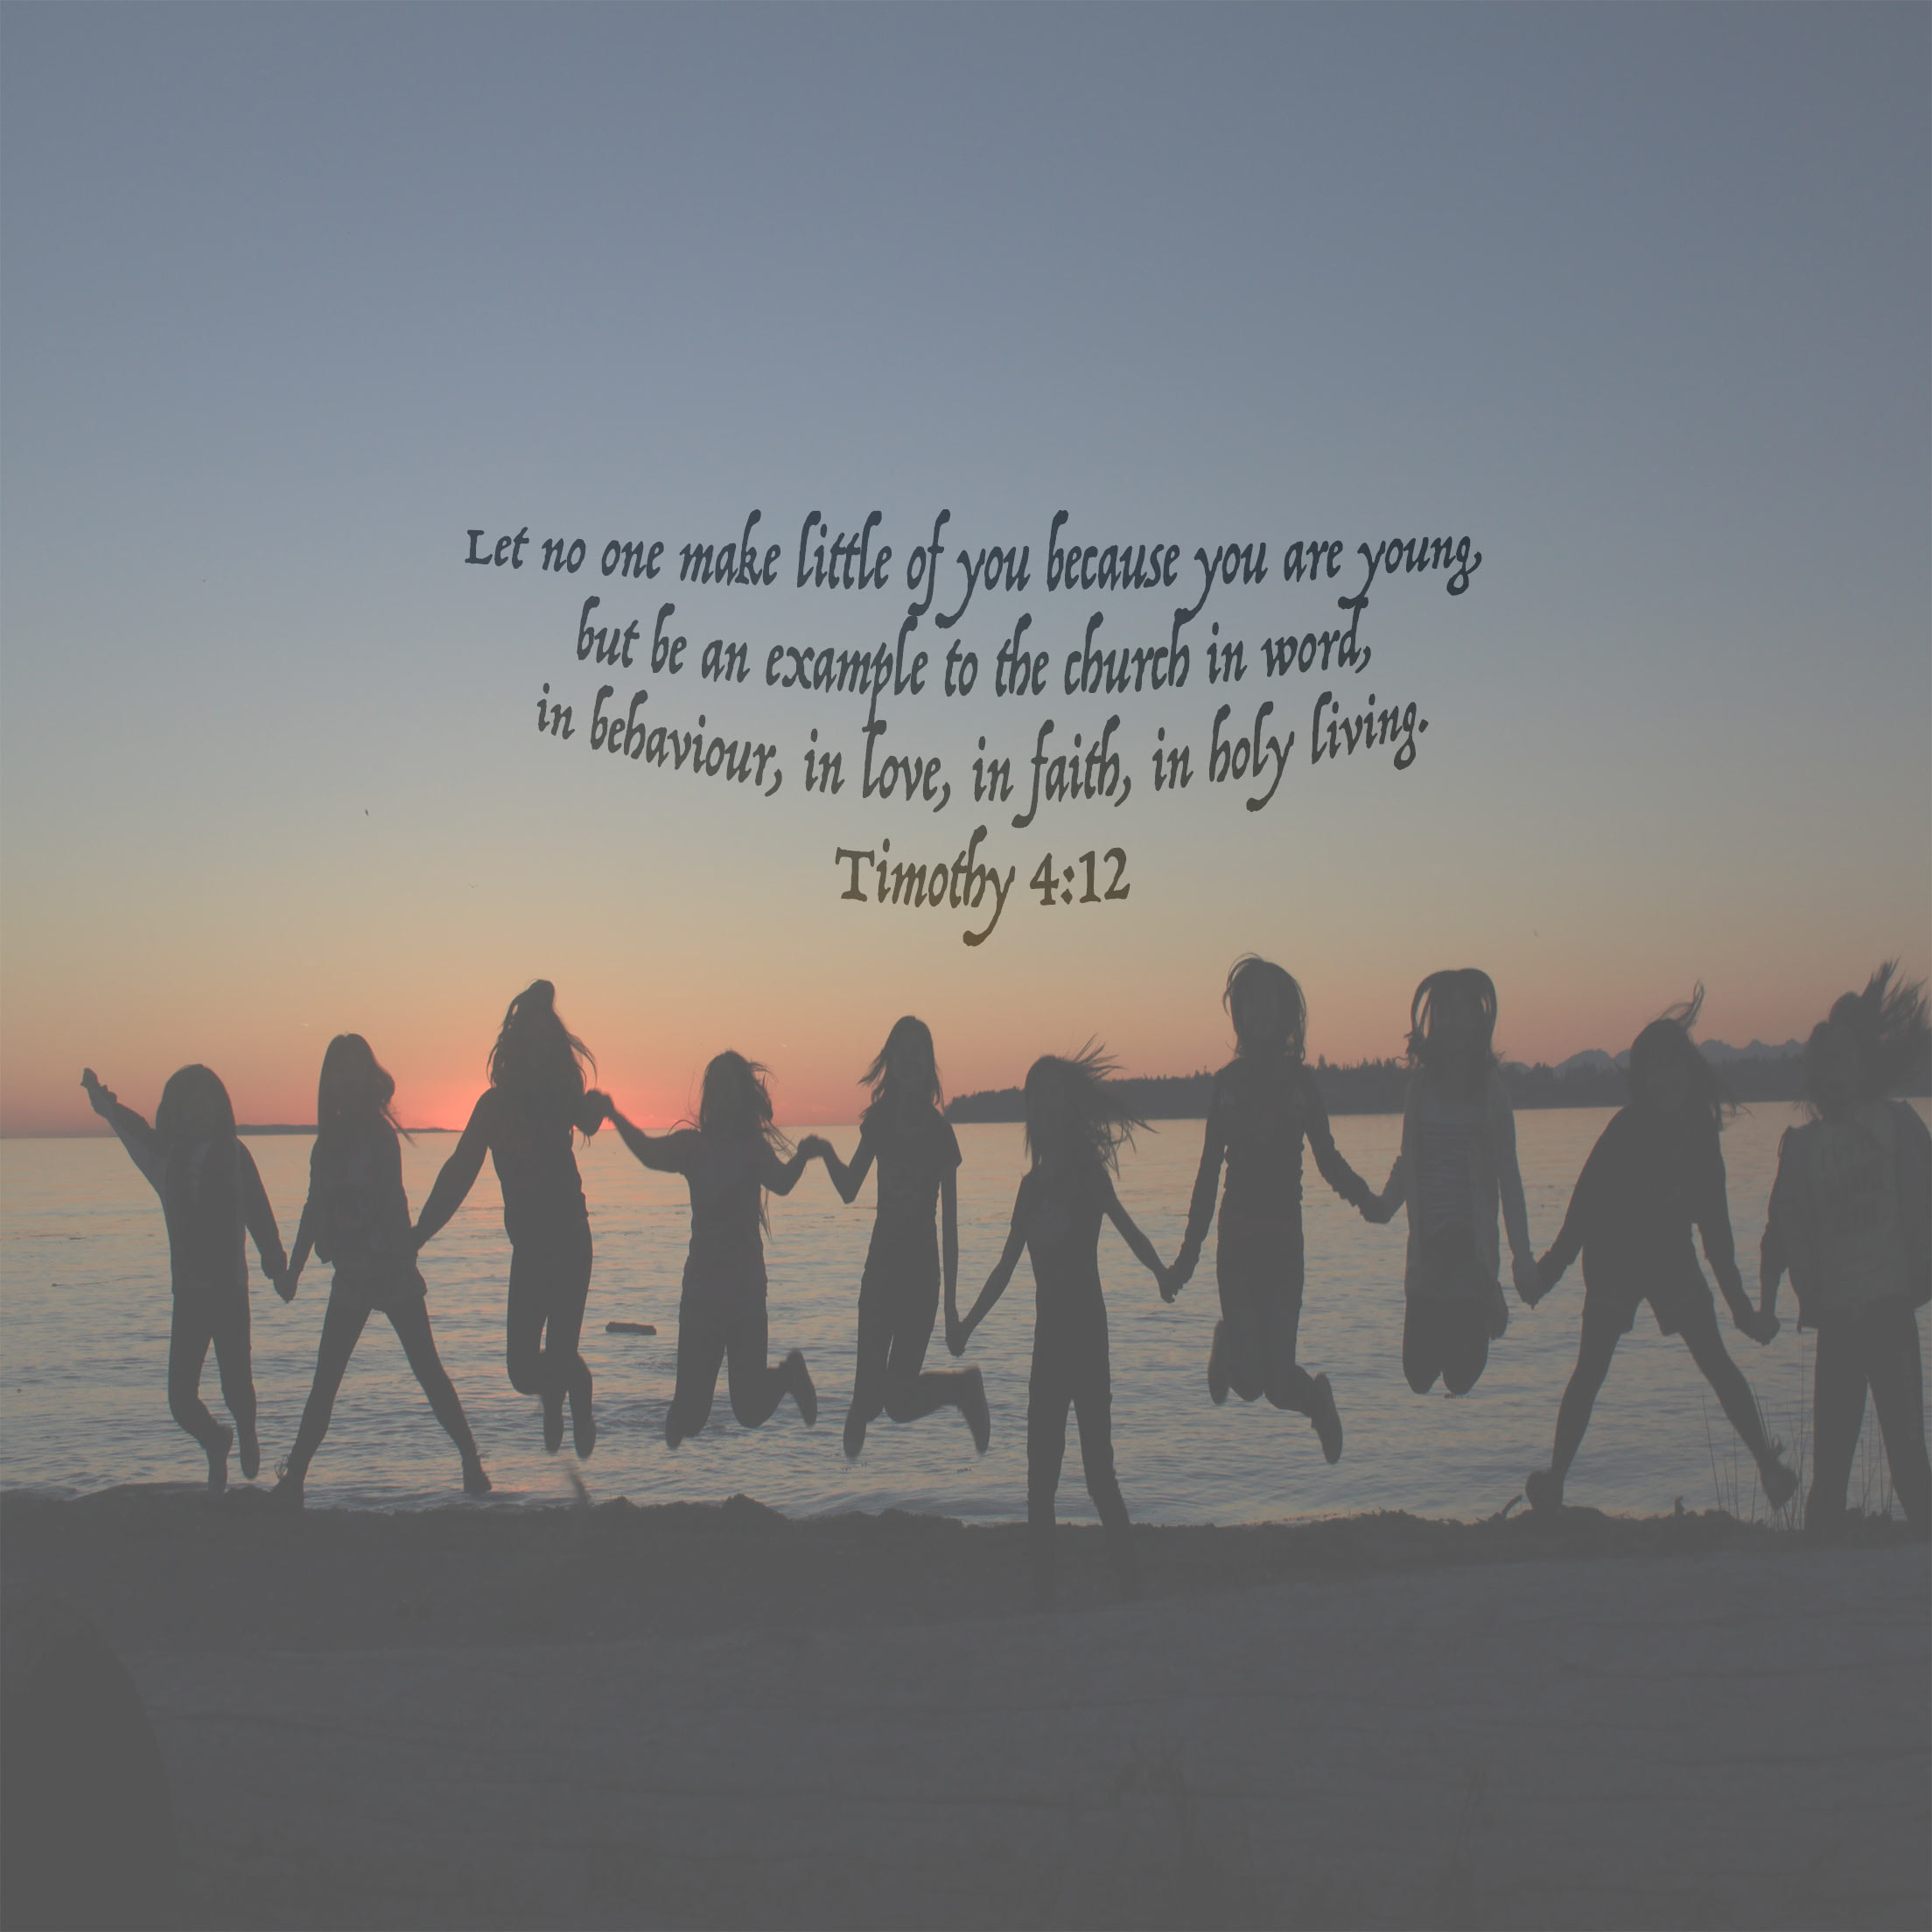 Let no one make little of you because you are young,
but be an example to the church in word,
in behaviour, in love, in faith, in holy living.
Timothy 4:12